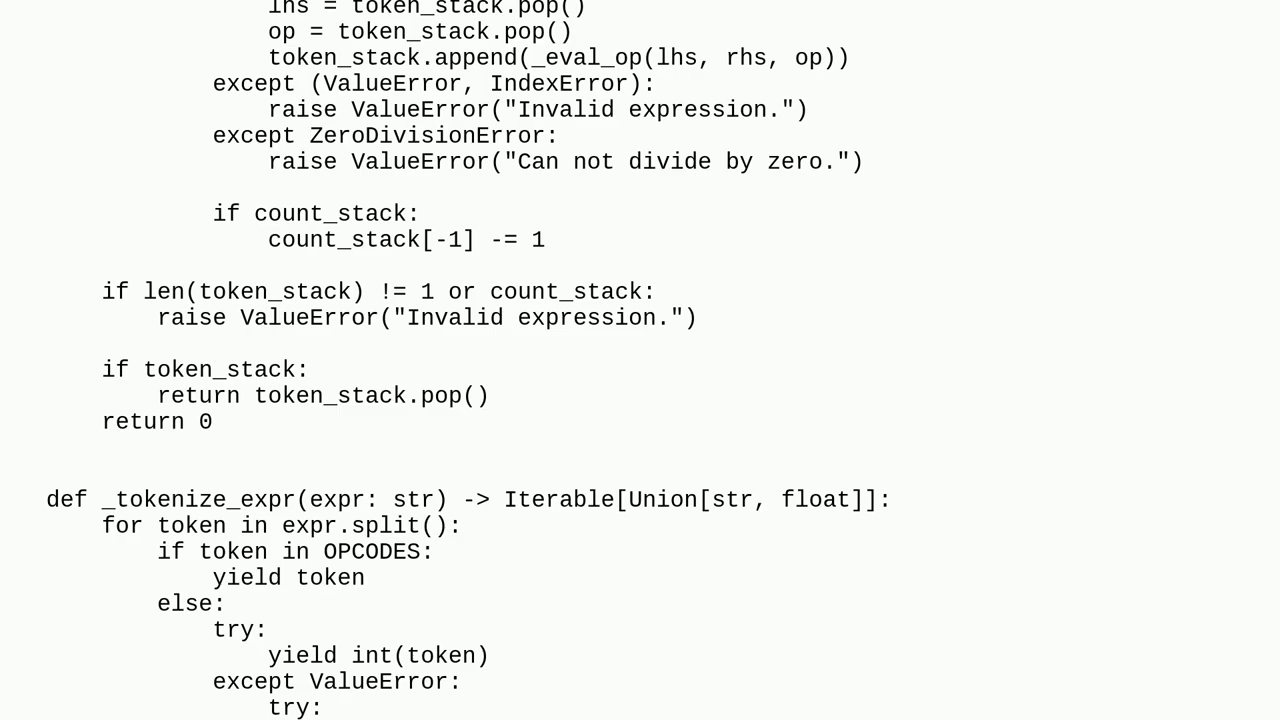 lhs = token_stack.pop()
op = token_stack.pop()
token_stack.append(_eval_op(lhs, rhs, op))
except (ValueError, IndexError):
raise ValueError("Invalid expression.")
except ZeroDivisionError:
raise ValueError("Can not divide by zero.")
if count_stack:
count_stack[-1] -= 1
if len(token_stack) != 1 or count_stack:
raise ValueError("Invalid expression.")
if token_stack:
return token_stack.pop()
return 0
def _tokenize_expr(expr: str) -> Iterable[Union[str, float]]:
for token in expr.split():
if token in OPCODES:
yield token
else:
try:
yield int(token)
except ValueError:
try: